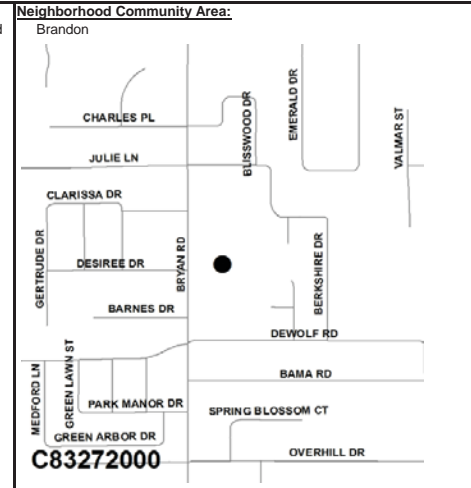 Neighborhood Community Area:
Brandon
CHARLES PL
BLISSWOOD DR
EMERALD DR
VALMAR ST
JULIE LN
CLARISSA DR
GERTRUDE DR
DESIREE DR
BRYAN RD
BERKSHIRE DR
BARNES DR
DEWOLF RD
MEDFORD LN
GREEN LAWN ST
BAMA RD
PARK MANOR DR
SPRING BLOSSOM CT
GREEN ARBOR DR
OVERHILL DR
C83272000